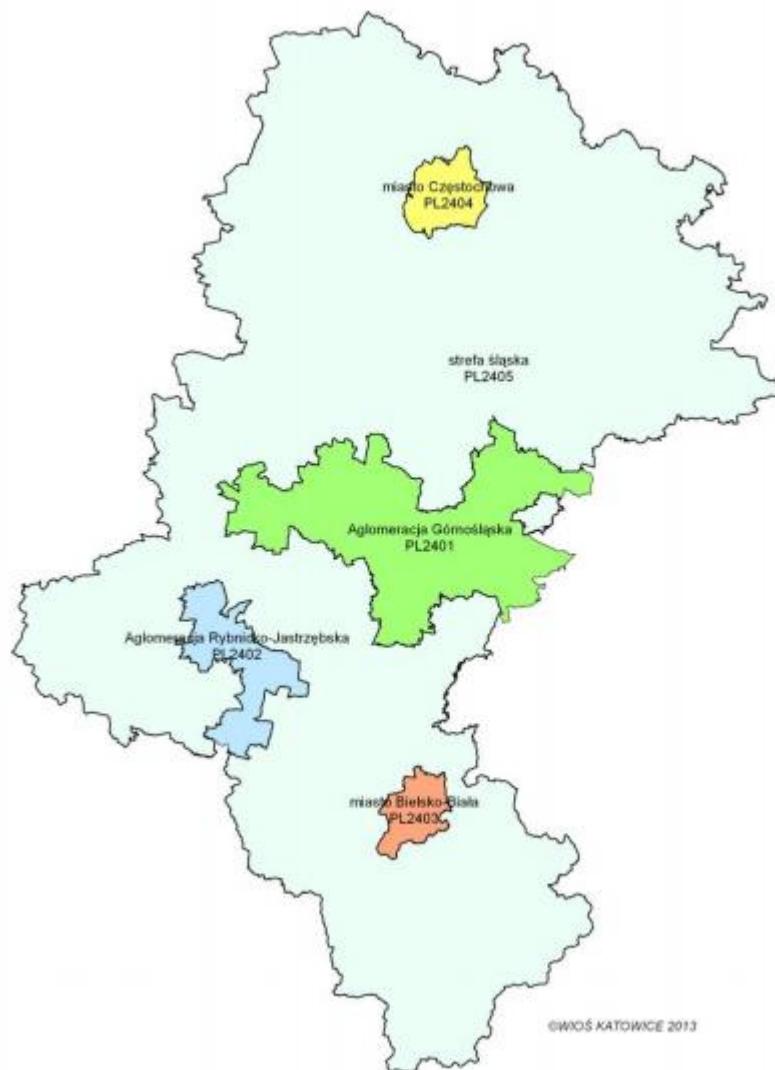 miasto Częstochowa
PL2404
strefa śląska
PL2405
Aglomeracja Górnośląska
PL2401
Aglomeracja Rybnicko-Jastrzębska
PL2402
miasto Bielsko-Biała
PL2403
©WIOŚ KATOWICE 2013